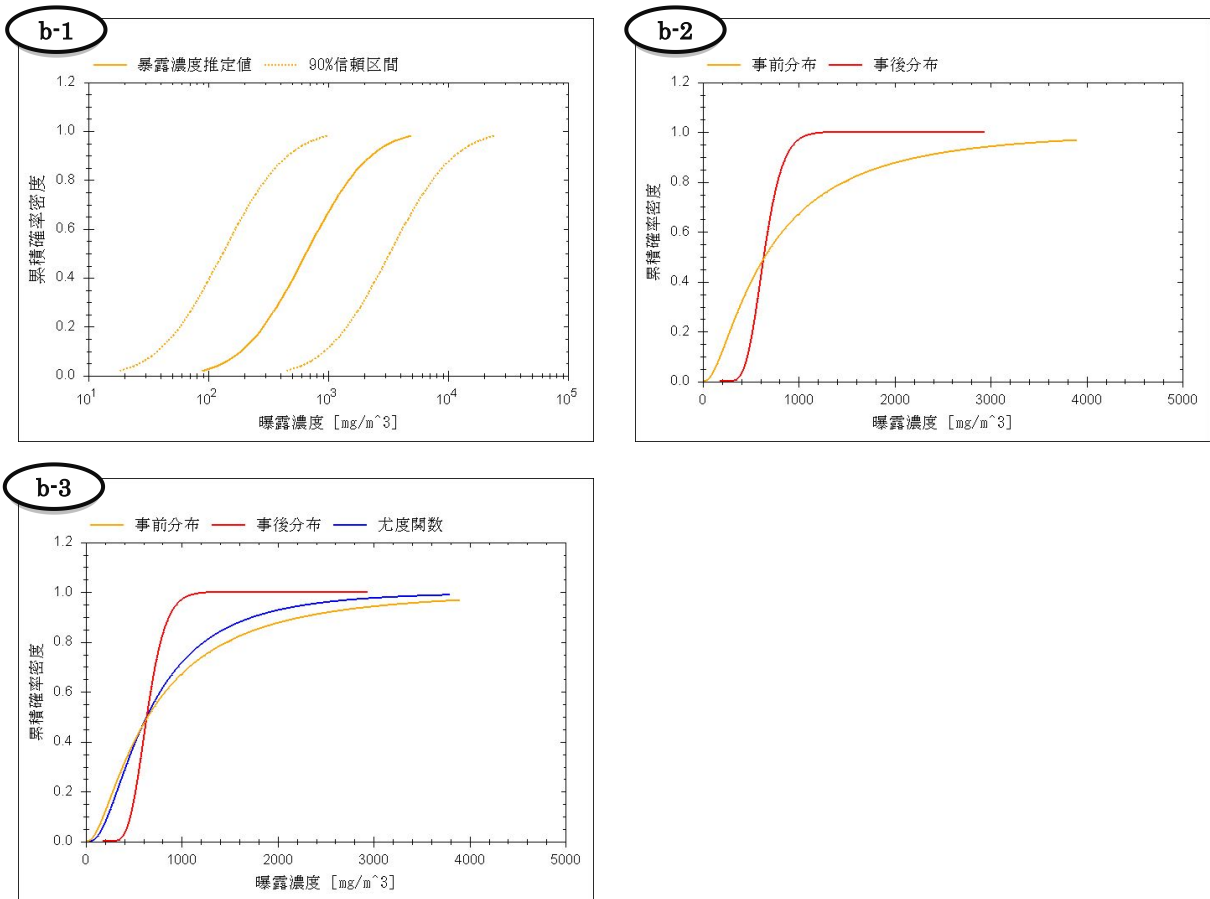 b-1
暴露濃度推定値 90%信頼区間
1.2
1.0
0.8
0.6
0.4
0.2
0.0
累積確率密度
10^1 10^2 10^3 10^4 10^5
曝露濃度 [mg/m^3]
b-2
事前分布 事後分布
1.2
1.0
0.8
0.6
0.4
0.2
0.0
累積確率密度
0 1000 2000 3000 4000 5000
曝露濃度 [mg/m^3]
b-3
事前分布 事後分布 尤度関数
1.2
1.0
0.8
0.6
0.4
0.2
0.0
累積確率密度
0 1000 2000 3000 4000 5000
曝露濃度 [mg/m^3]